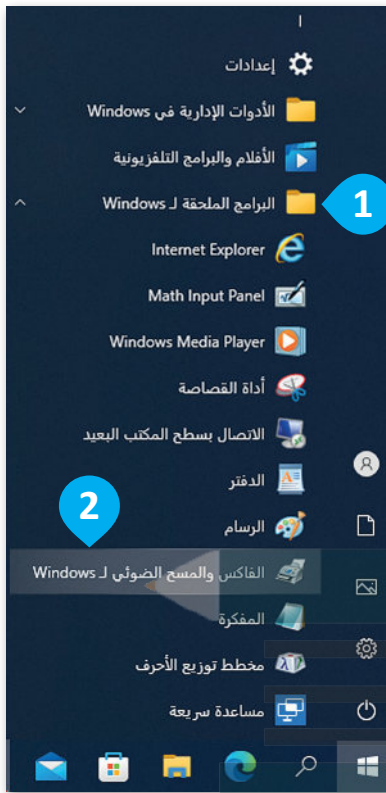 ا
إعدادات
الأدوات الإدارية في Windows
الأفلام والبرامج التلفزيونية
البرامج الملحقة لـ Windows
1
Internet Explorer
Math Input Panel
Windows Media Player
أداة القصاصة
الاتصال بسطح المكتب البعيد
الدفتر
2
الرسام
الفاكس والمسح الضوئي لـ Windows
المفكرة
مخطط توزيع الأحرف
مساعدة سريعة